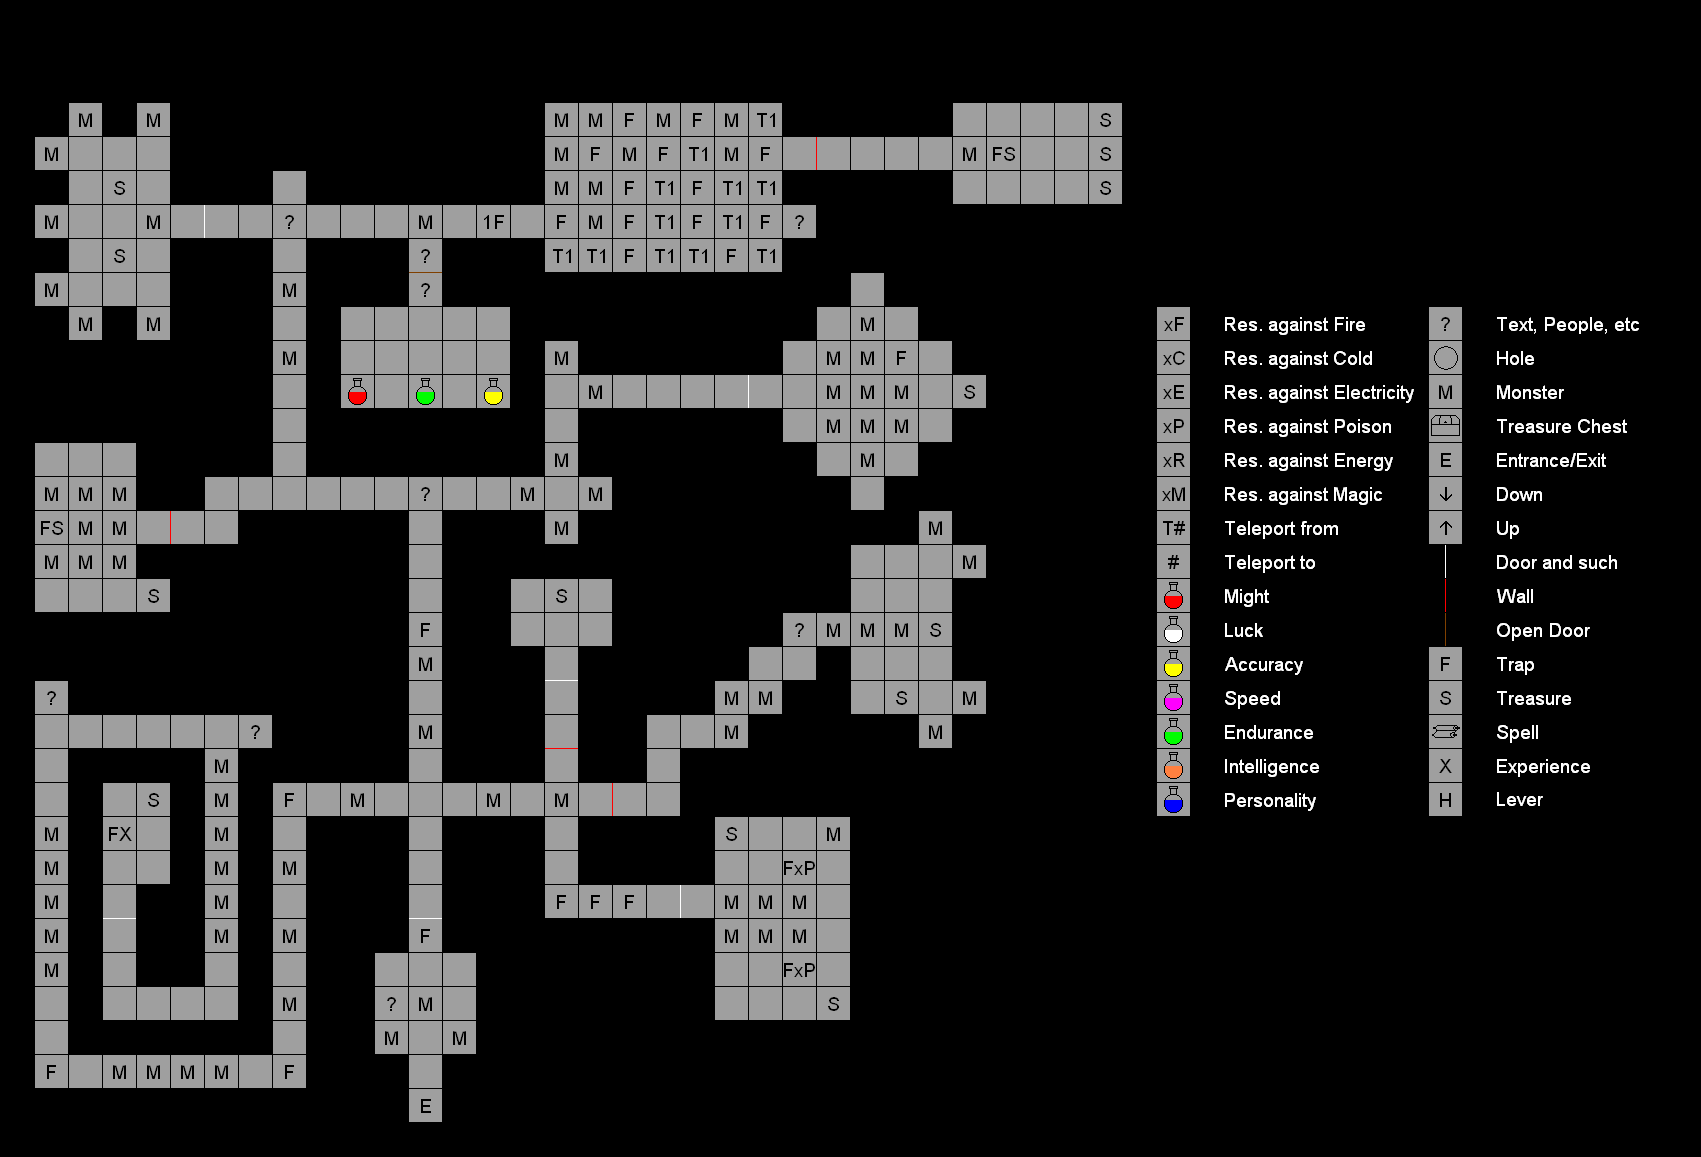 M M M M F M F M T1 S
M M F M F T1 M F M FS S
S M M F T1 F T1 T1 S
M M ? M 1F F M F T1 F T1 F ?
S ? T1 T1 F T1 T1 F T1
M M ?
M M M xF Res. against Fire ? Text, People, etc
M M M M F xC Res. against Cold Hole
M M M M S xE Res. against Electricity M Monster
M M M xP Res. against Poison Treasure Chest
M M xR Res. against Energy E Entrance/Exit
M M M ? M M xM Res. against Magic ↓ Down
FS M M M M T# Teleport from ↑ Up
M M M M # Teleport to Door and such
S S Might Wall
F ? M M M S Luck Open Door
M Accuracy F Trap
? M M S M Speed S Treasure
? M M M Endurance Spell
M Intelligence X Experience
S M F M M M Personality H Lever
M FX M S M
M M M FxP
M M F F F M M M
M M M F M M M
M FxP
M ? M S
M M
F M M M M F
E